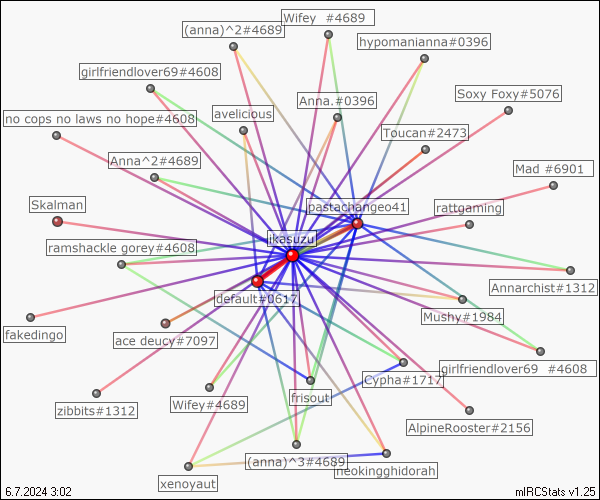 Wifey  #4689
(anna)^2#4689
hypomanianna#0396
girlfriendlover69#4608
Soxy Foxy#5076
Anna.#0396
avelicious
no cops no laws no hope#4608
Toucan#2473
Anna^2#4689
Mad #6901
Skalman
pastachangeo41
rattgaming
ikasuzu
ramshackle gorey#4608
Annarchist#1312
default#0617
Mushy#1984
fakedingo
ace deucy#7097
girlfriendlover69  #4608
Cypha#1717
frisout
Wifey#4689
zibbits#1312
AlpineRooster#2156
(anna)^3#4689
neokingghidorah
xenoyaut
6.7.2024 3:02
mIRCStats v1.25